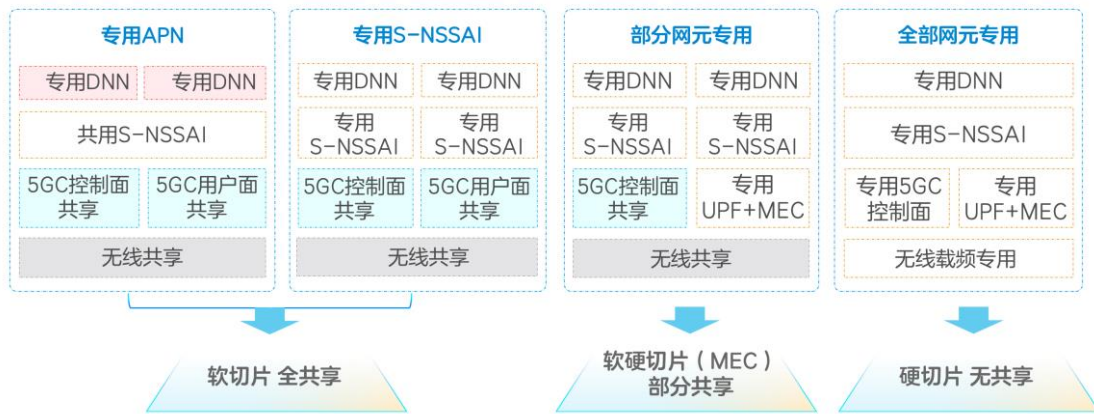 专用APN
专用DNN 专用DNN
共用S-NSSAI
5GC控制面
共享
5GC用户面
共享
无线共享
专用S-NSSAI
专用DNN 专用DNN
专用
S-NSSAI
专用
S-NSSAI
5GC控制面
共享
5GC用户面
共享
无线共享
部分网元专用
专用DNN 专用DNN
专用
S-NSSAI
专用
S-NSSAI
5GC控制面
共享
专用
UPF+MEC
无线共享
全部网元专用
专用DNN
专用S-NSSAI
专用5GC
控制面
专用
UPF+MEC
无线载频专用
软切片 全共享
软硬切片（MEC）
部分共享
硬切片 无共享